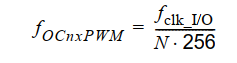 f_OCnxPWM = f_clk_I/O / (N · 256)